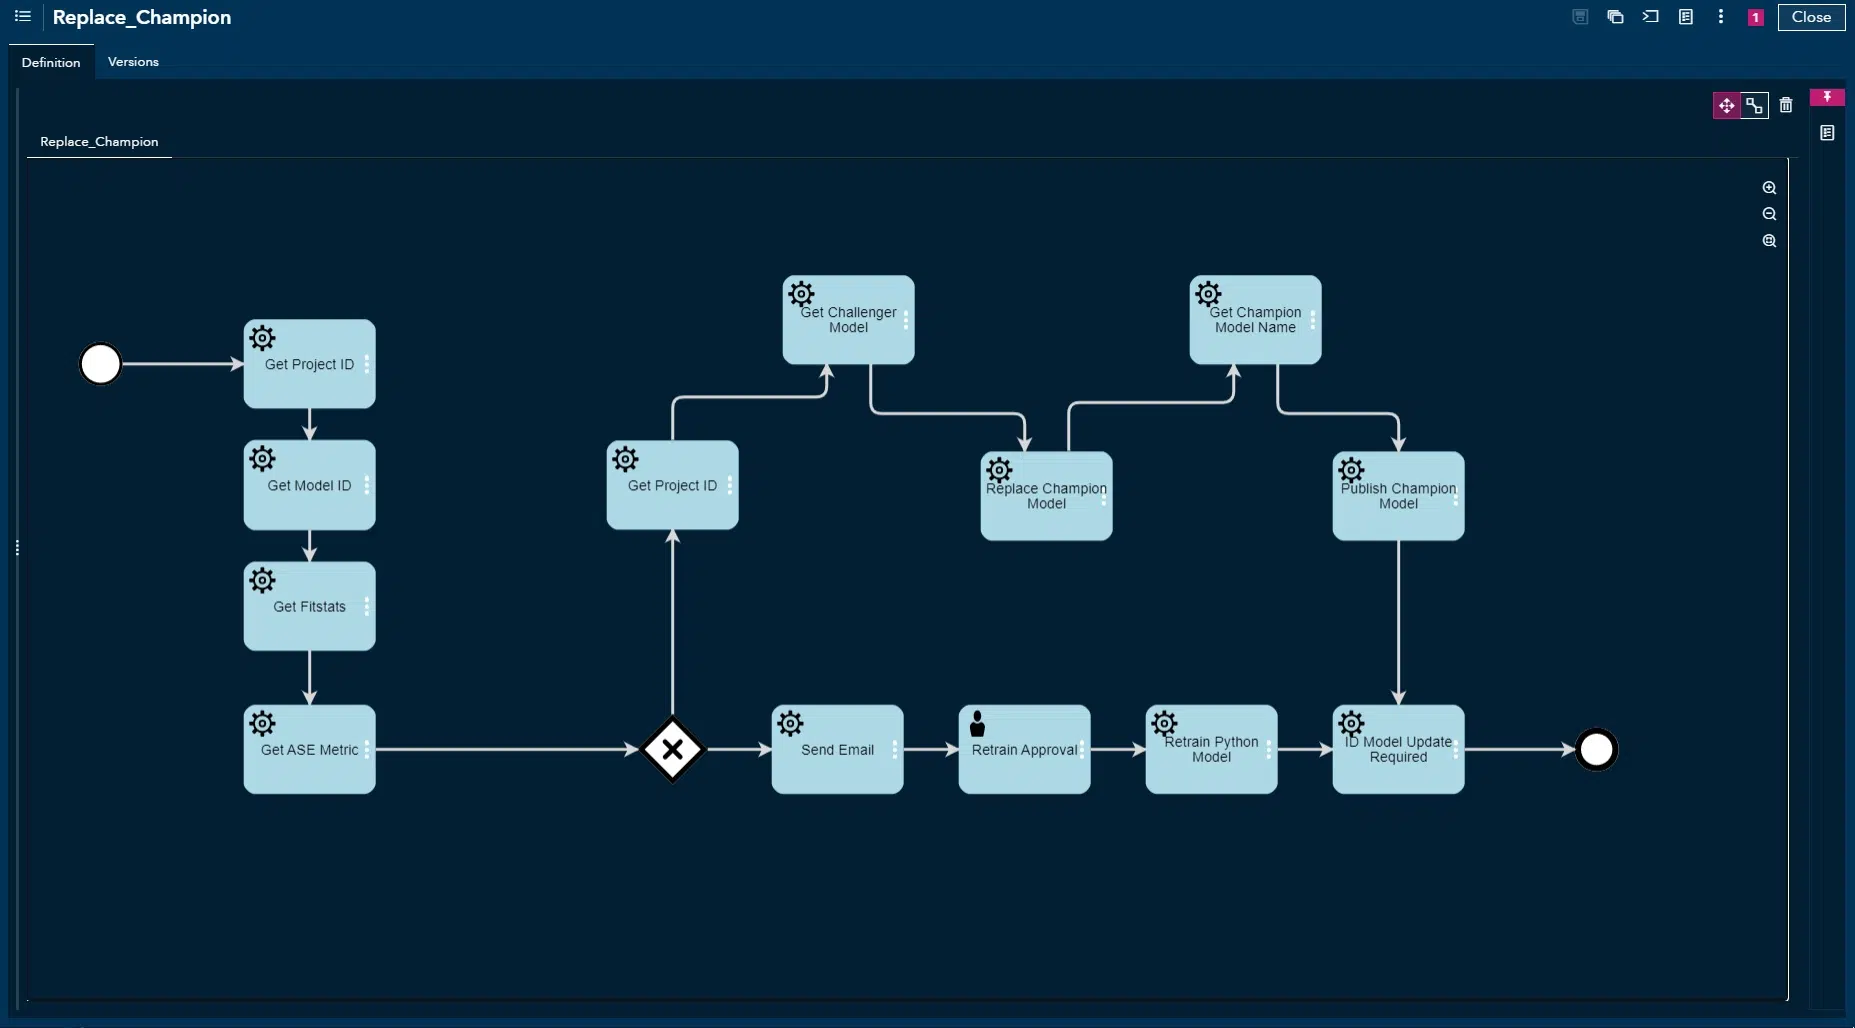 Replace_Champion
1
Close
Definition
Versions
Replace_Champion
Get Project ID
Get Model ID
Get Fitstats
Get ASE Metric
Get Project ID
Get Challenger
Model
Replace Champion
Model
Get Champion
Model Name
Publish Champion
Model
Send Email
Retrain Approval
Retrain Python
Model
ID Model Update
Required